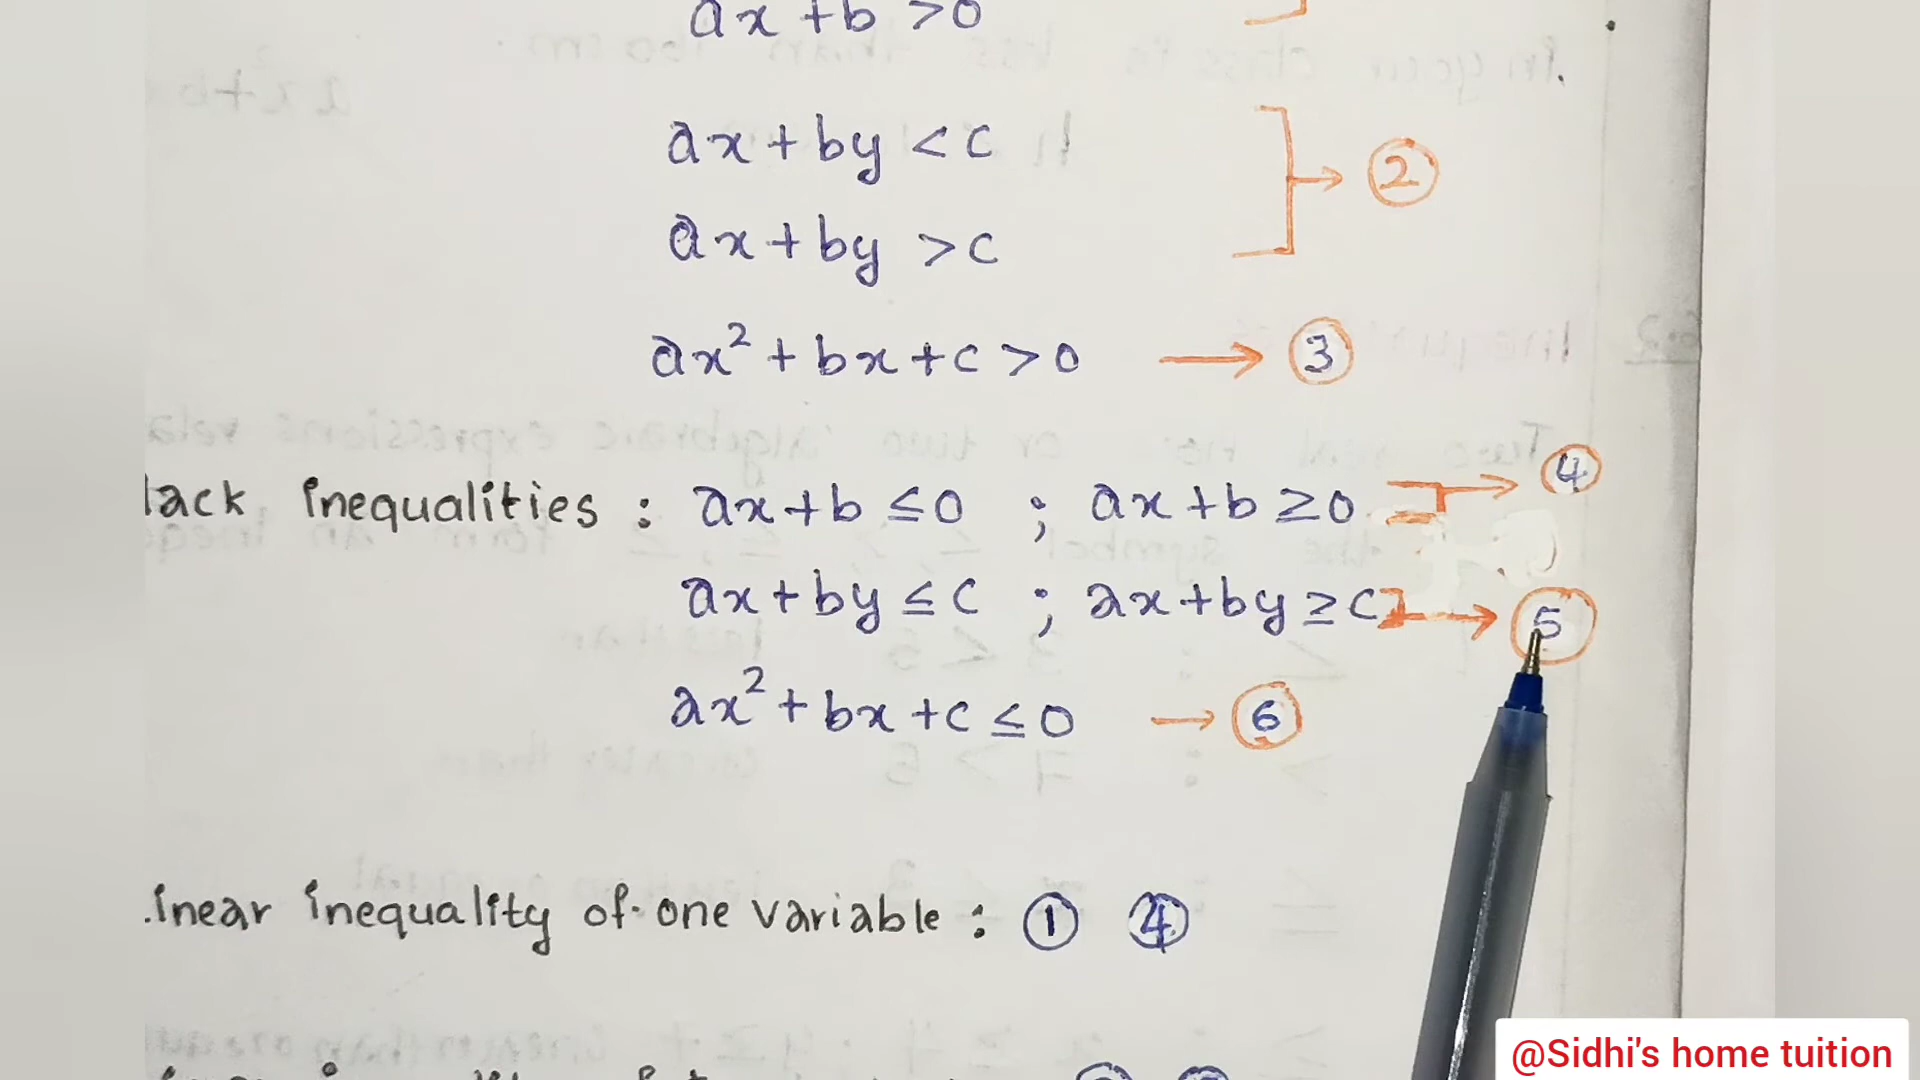 ax + b > 0
ax + by < c
② 
ax + by > c
ax² + bx + c > 0 → ③
lack inequalities : ax + b ≤ 0 ; ax + b ≥ 0 → ④
ax + by ≤ c ; ax + by ≥ c → ⑤
ax² + bx + c ≤ 0 → ⑥
inear inequality of one variable : ① ④
@Sidhi's home tuition